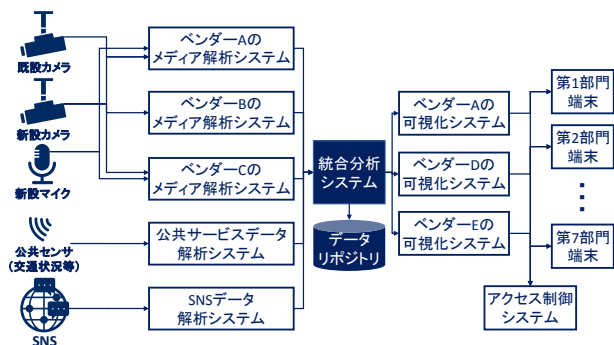 既設カメラ
新設カメラ
新設マイク
公共センサ
(交通状況等)
SNS
ベンダーAの
メディア解析システム
ベンダーBの
メディア解析システム
ベンダーCの
メディア解析システム
公共サービスデータ
解析システム
SNSデータ
解析システム
統合分析
システム
データ
リポジトリ
ベンダーAの
可視化システム
ベンダーDの
可視化システム
ベンダーEの
可視化システム
第1部門
端末
第2部門
端末
第7部門
端末
アクセス制御
システム